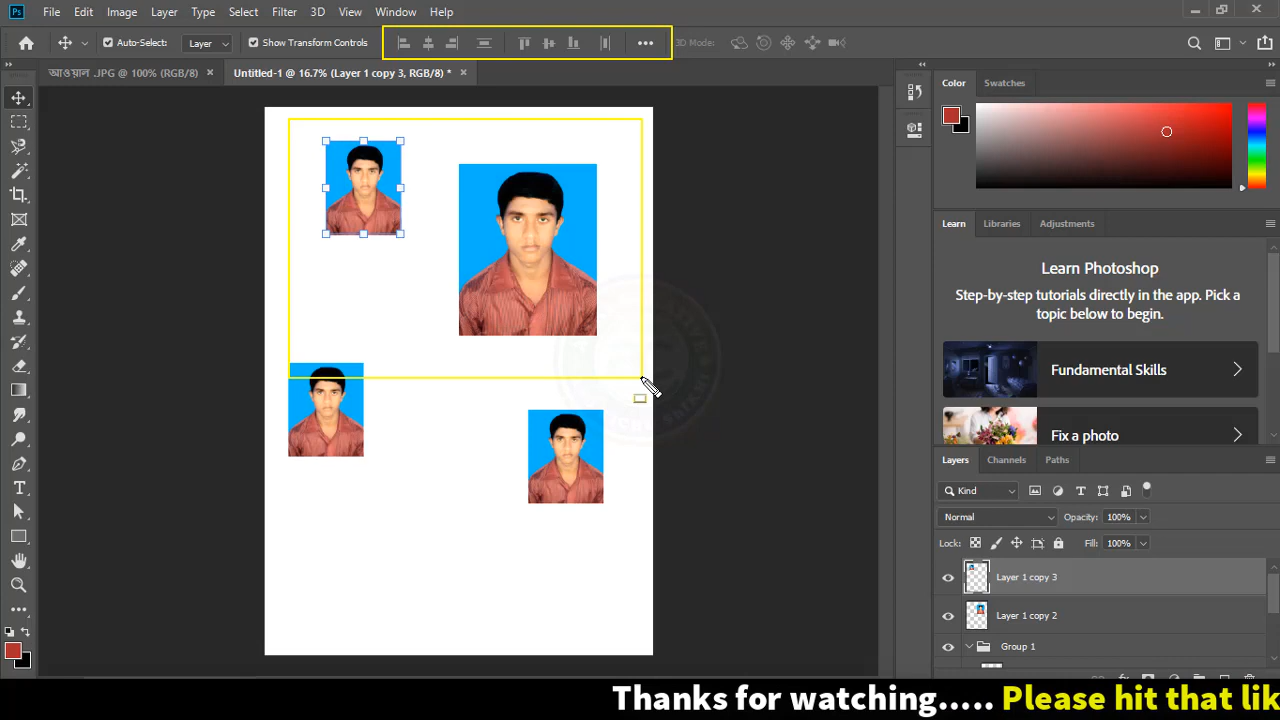 Ps File Edit Image Layer Type Select Filter 3D View Window Help
Auto-Select: Layer Show Transform Controls 3D Mode:
আওয়াল .JPG @ 100% (RGB/8) × Untitled-1 @ 16.7% (Layer 1 copy 3, RGB/8) * ×
Color Swatches
Learn Libraries Adjustments
Learn Photoshop
Step-by-step tutorials directly in the app. Pick a
topic below to begin.
Fundamental Skills
Fix a photo
Layers Channels Paths
Kind
Normal Opacity: 100%
Lock: Fill: 100%
Layer 1 copy 3
Layer 1 copy 2
Group 1
Thanks for watching..... Please hit that lik